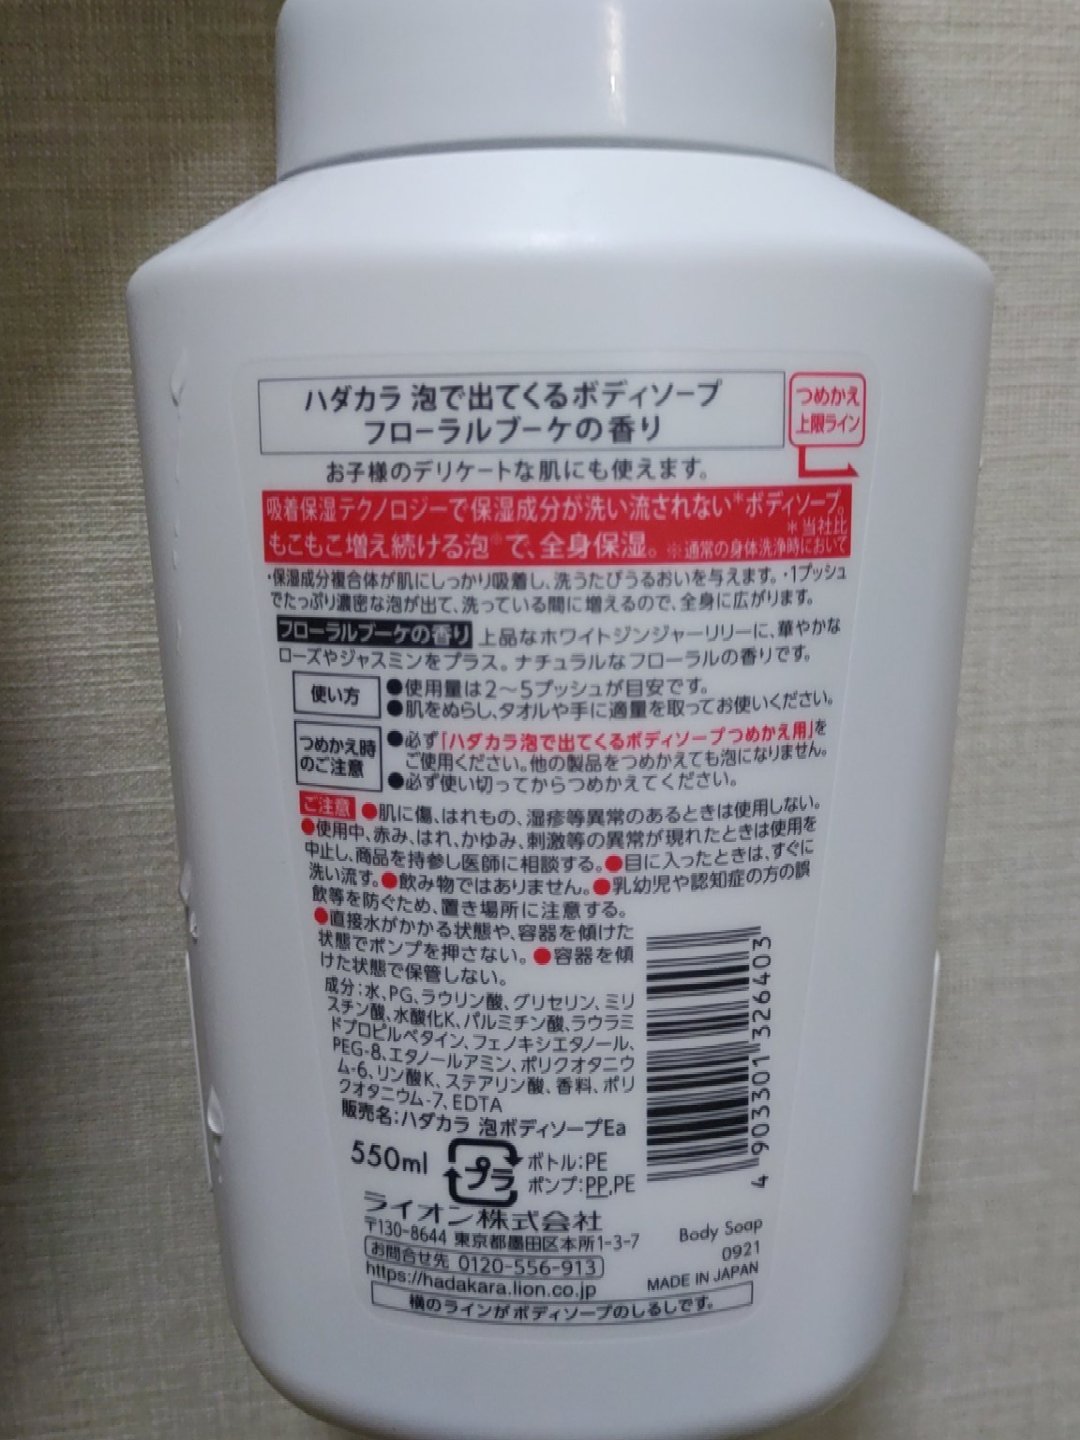 ハダカラ 泡で出てくるボディソープ
フローラルブーケの香り
つめかえ
上限ライン
お子様のデリケートな肌にも使えます。
吸着保湿テクノロジーで保湿成分が洗い流されない*ボディソープ。
*当社比
もこもこ増え続ける泡※で、全身保湿。※通常の身体洗浄時において
・保湿成分複合体が肌にしっかり吸着し、洗うたびうるおいを与えます。・1プッシュ
でたっぷり濃密な泡が出て、洗っている間に増えるので、全身に広がります。
フローラルブーケの香り 上品なホワイトジンジャーリリーに、華やかな
ローズやジャスミンをプラス。ナチュラルなフローラルの香りです。
使い方
●使用量は2〜5プッシュが目安です。
●肌をぬらし、タオルや手に適量を取ってお使いください。
つめかえ時
のご注意
●必ず「ハダカラ泡で出てくるボディソープつめかえ用」を
ご使用ください。他の製品をつめかえても泡になりません。
●必ず使い切ってからつめかえてください。
ご注意 ●肌に傷、はれもの、湿疹等異常のあるときは使用しない。
●使用中、赤み、はれ、かゆみ、刺激等の異常が現れたときは使用を
中止し、商品を持参し医師に相談する。●目に入ったときは、すぐに
洗い流す。●飲み物ではありません。●乳幼児や認知症の方の誤
飲等を防ぐため、置き場所に注意する。
●直接水がかかる状態や、容器を傾けた
状態でポンプを押さない。●容器を傾
けた状態で保管しない。
成分：水、PG、ラウリン酸、グリセリン、ミリ
スチン酸、水酸化K、パルミチン酸、ラウラミ
ドプロピルベタイン、フェノキシエタノール、
PEG-8、エタノールアミン、ポリクオタニウ
ム-6、リン酸K、ステアリン酸、香料、ポリ
クオタニウム-7、EDTA
販売名：ハダカラ 泡ボディソープEa
4 903301 326403
550ml
プラ
ボトル：PE
ポンプ：PP,PE
ライオン株式会社
〒130-8644 東京都墨田区本所1-3-7
お問合せ先 0120-556-913
https://hadakara.lion.co.jp
Body Soap
0921
MADE IN JAPAN
横のラインがボディソープのしるしです。